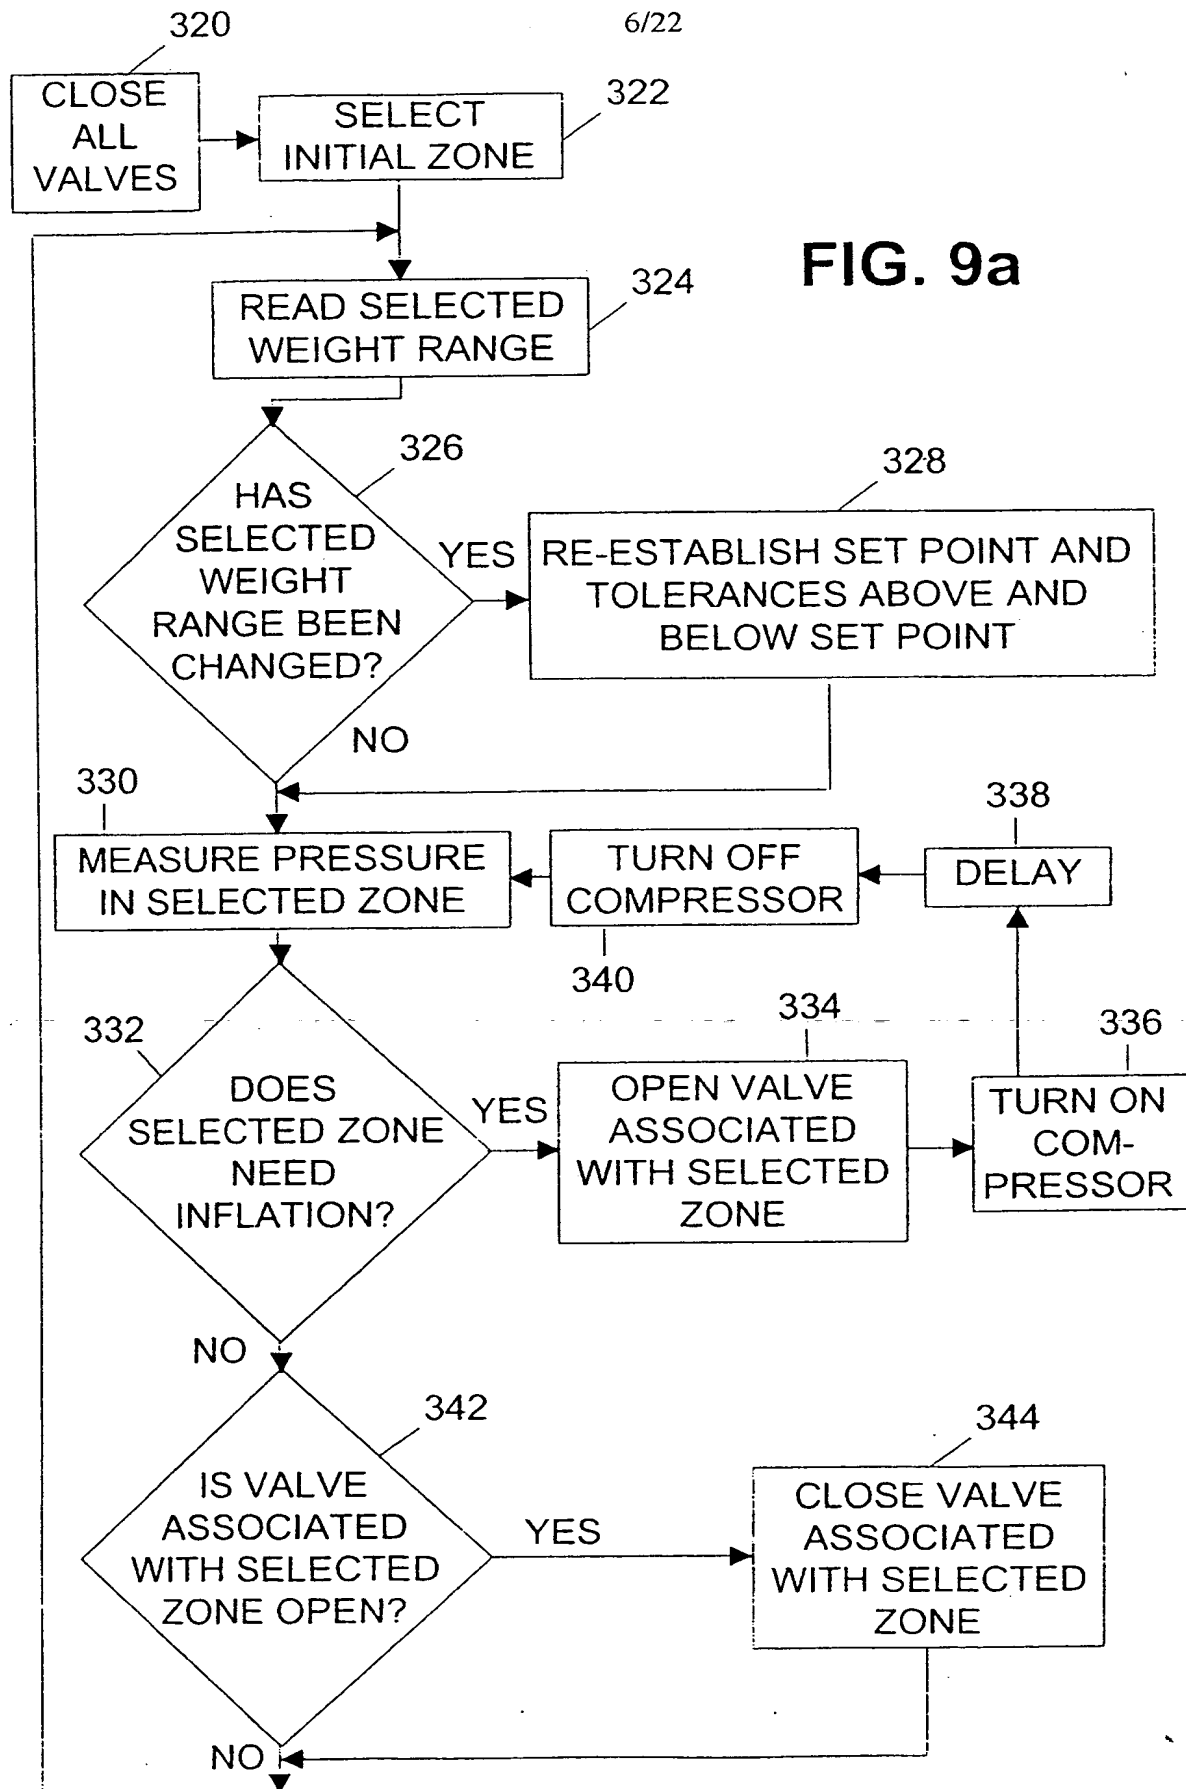 6/22
320
CLOSE
ALL
VALVES
322
SELECT
INITIAL ZONE
FIG. 9a
324
READ SELECTED
WEIGHT RANGE
326
HAS
SELECTED
WEIGHT
RANGE BEEN
CHANGED?
YES
NO
328
RE-ESTABLISH SET POINT AND
TOLERANCES ABOVE AND
BELOW SET POINT
330
MEASURE PRESSURE
IN SELECTED ZONE
TURN OFF
COMPRESSOR
340
338
DELAY
332
DOES
SELECTED ZONE
NEED
INFLATION?
YES
NO
334
OPEN VALVE
ASSOCIATED
WITH SELECTED
ZONE
336
TURN ON
COM-
PRESSOR
342
IS VALVE
ASSOCIATED
WITH SELECTED
ZONE OPEN?
YES
NO
344
CLOSE VALVE
ASSOCIATED
WITH SELECTED
ZONE